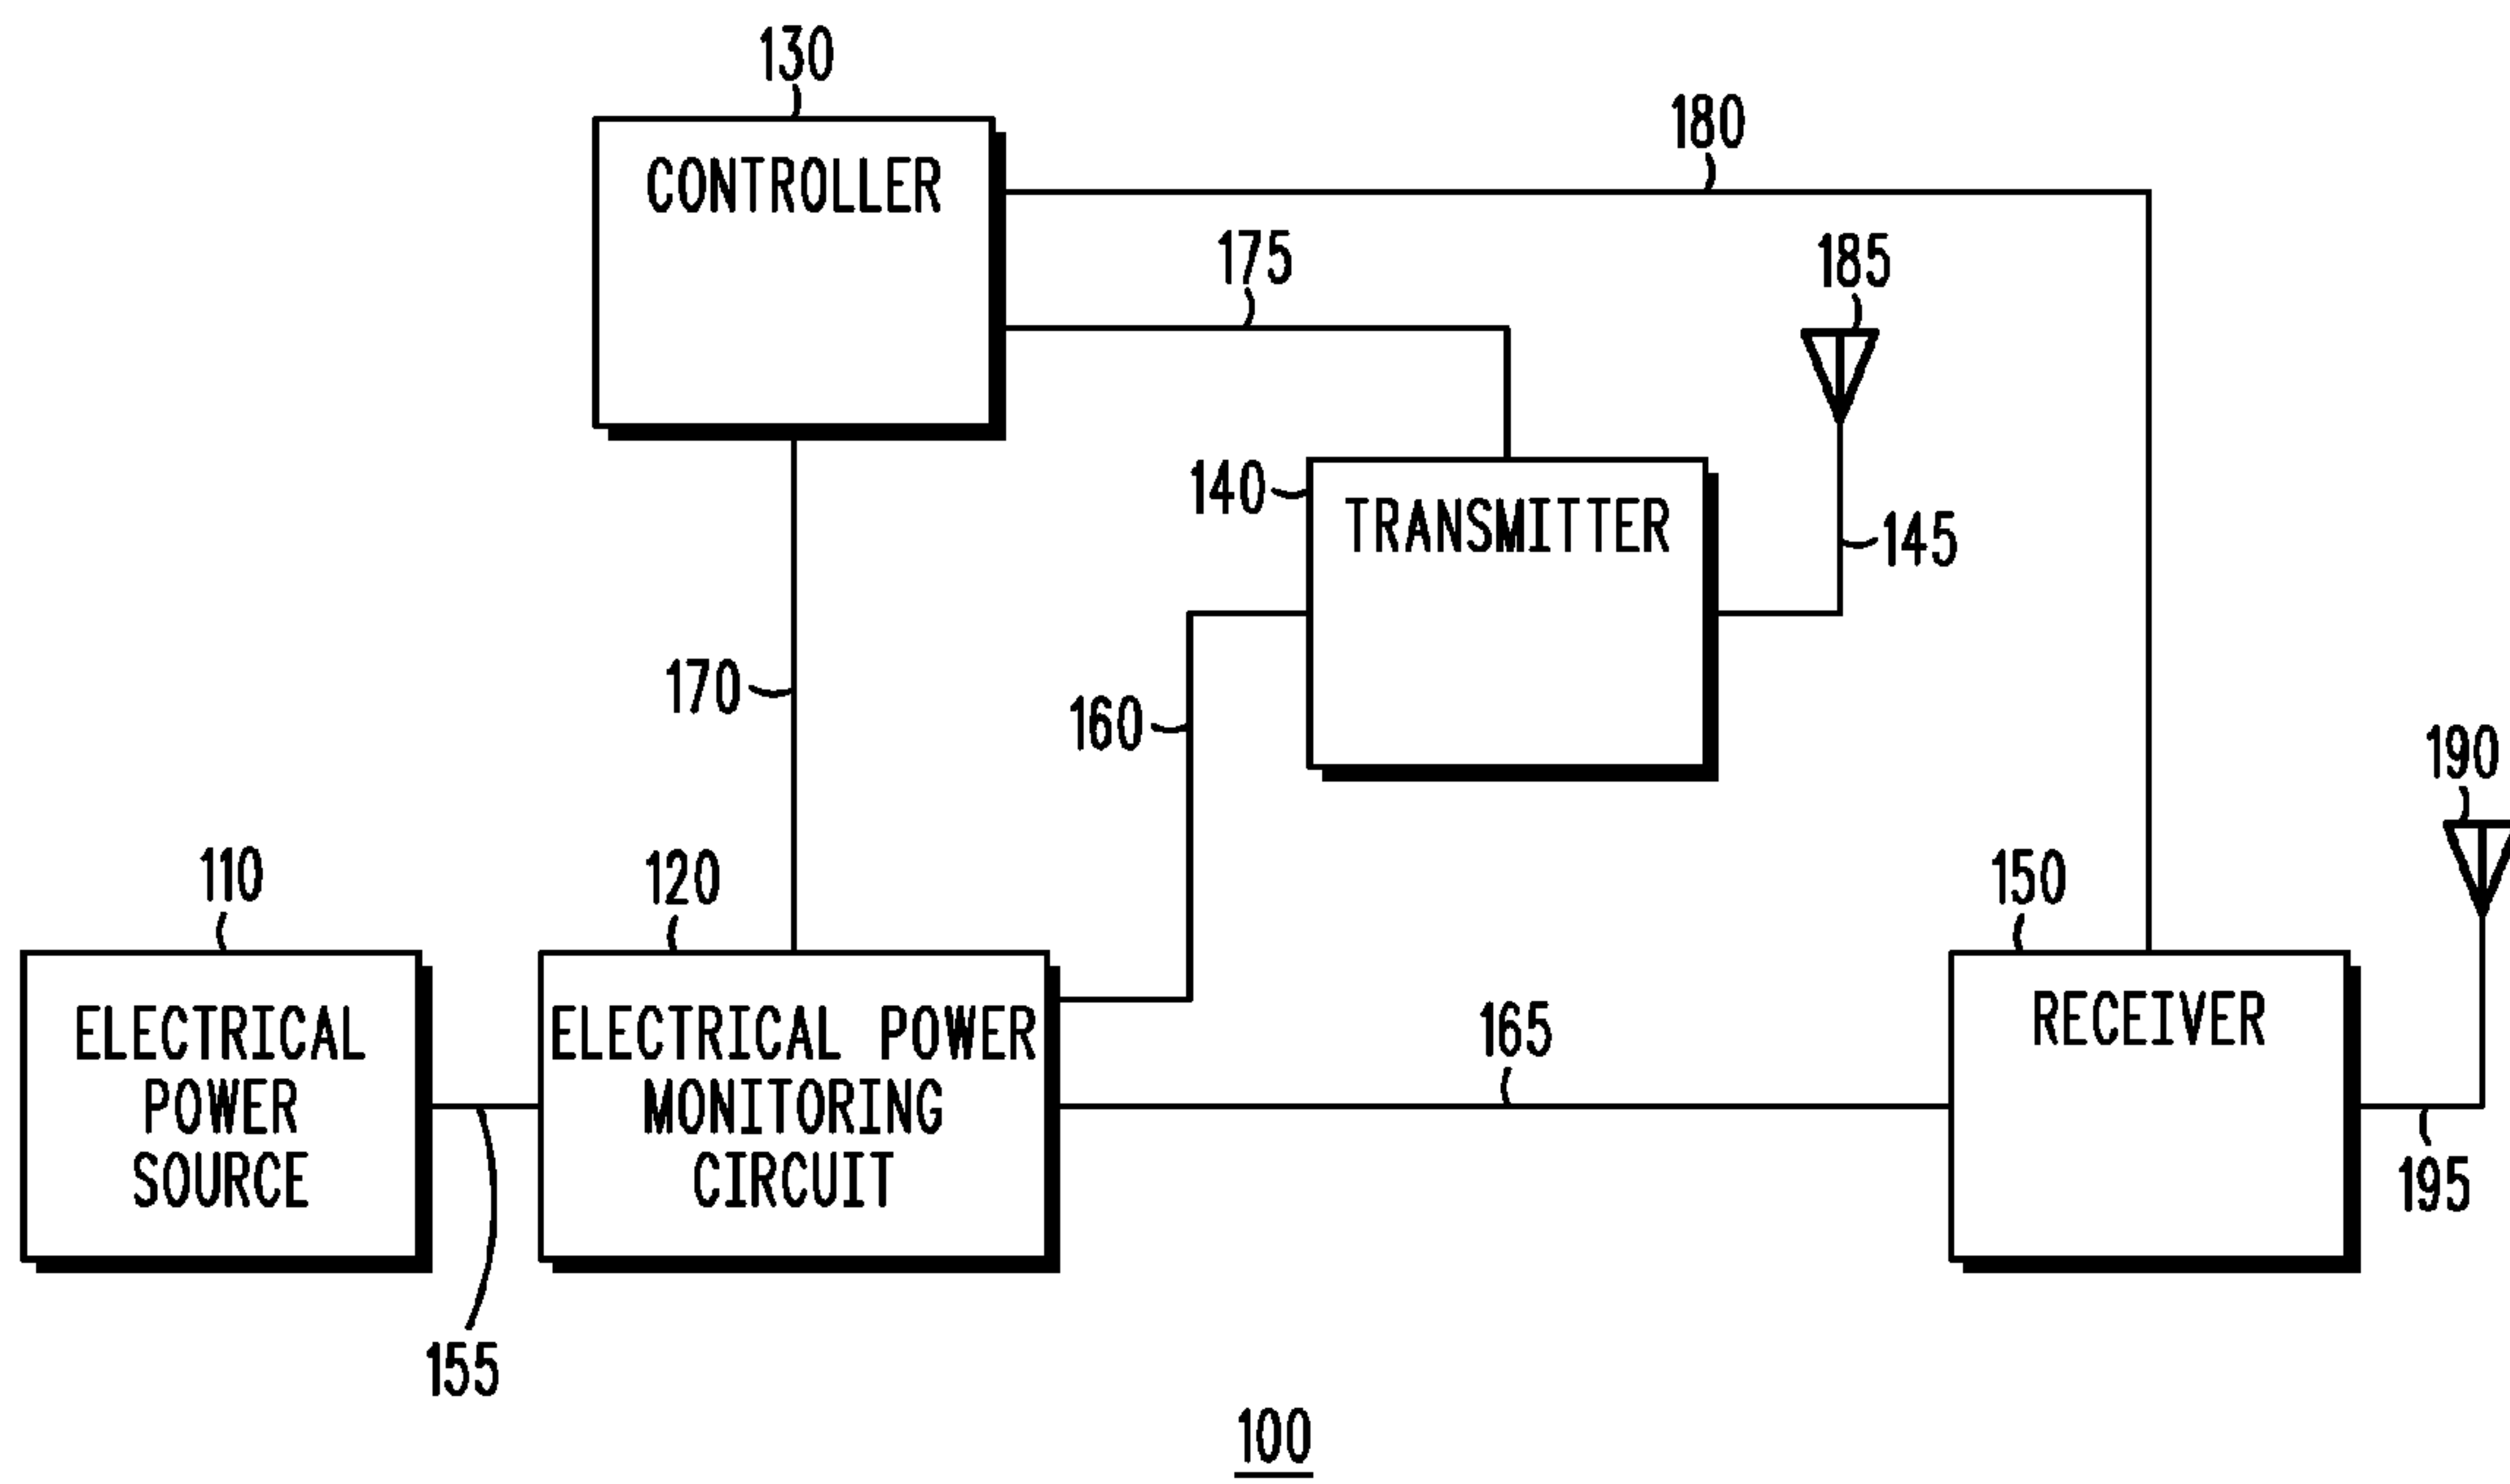 130
CONTROLLER
180
175
185
140
TRANSMITTER
145
170
160
190
110
120
150
ELECTRICAL
POWER
SOURCE
ELECTRICAL POWER
MONITORING
CIRCUIT
165
RECEIVER
195
155
100